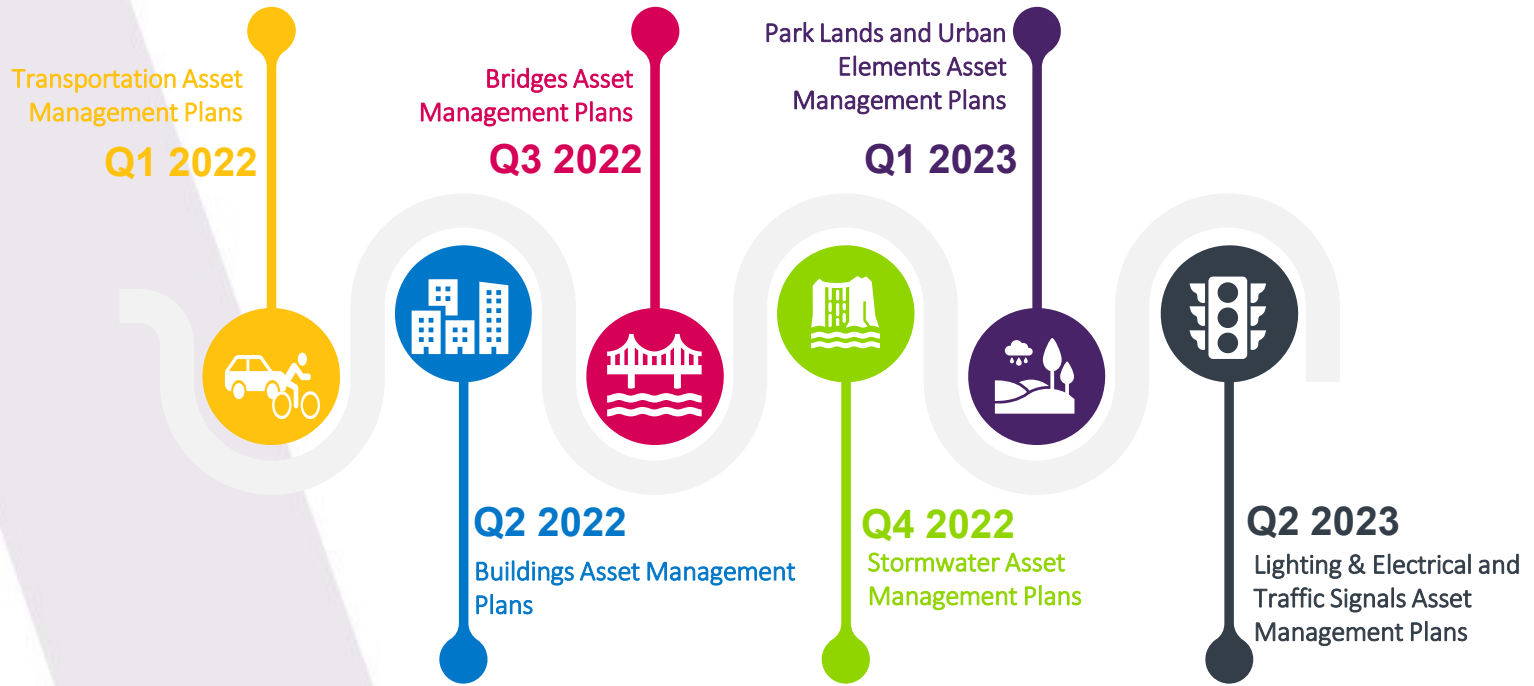 Transportation Asset
Management Plans
Q1 2022
Q2 2022
Buildings Asset Management
Plans
Bridges Asset
Management Plans
Q3 2022
Q4 2022
Stormwater Asset
Management Plans
Park Lands and Urban
Elements Asset
Management Plans
Q1 2023
Q2 2023
Lighting & Electrical and
Traffic Signals Asset
Management Plans